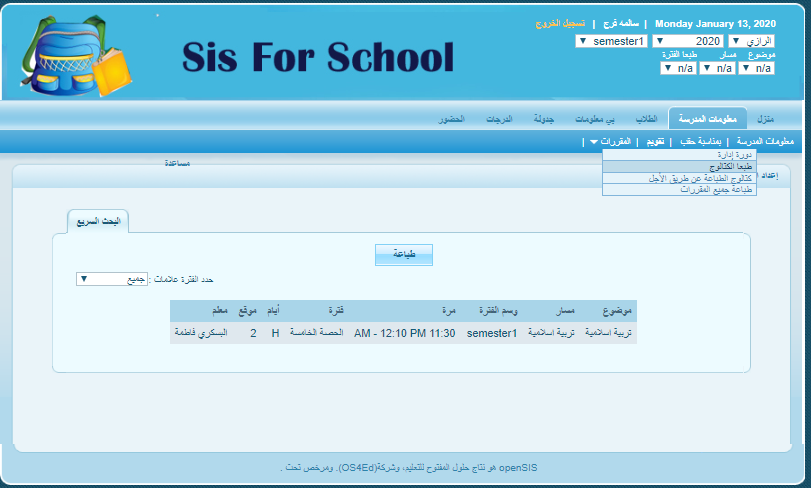 Monday January 13, 2020 | سالمه فرج | تسجيل الخروج
Sis For School
الرازي 2020 semester1
موضوع مسار طبعا الفترة
n/a n/a n/a
منزل معلومات المدرسة الطلاب بي معلومات جدولة الدرجات الحضور
معلومات المدرسة | بمناسبة حقب | تقويم | المقررات |
دورة إدارة
طبعا الكتالوج
كتالوج الطباعة عن طريق الأجل
طباعة جميع المقررات
مساعدة
إعداد
البحث السريع
طباعة
حدد الفترة علامات : جميع
موضوع مسار وسم الفترة مرة فترة أيام موقع معلم
تربية اسلامية تربية اسلامية semester1 11:30 AM - 12:10 PM الحصة الخامسة H 2 البسكري فاطمة
openSIS هو نتاج حلول المفتوح للتعليم، وشركة(OS4Ed). ومرخص تحت .